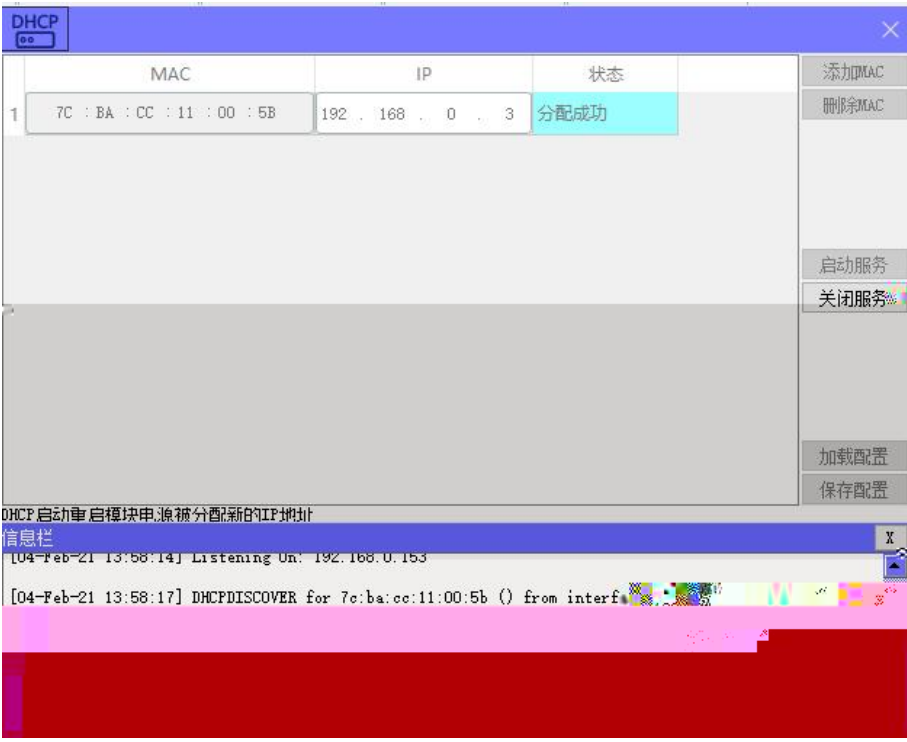 DHCP
MAC IP 状态
添加MAC
1 7C : BA : CC : 11 : 00 : 5B 192 . 168 . 0 . 3 分配成功
删除MAC
启动服务
关闭服务
加载配置
保存配置
DHCP启动重启模块电源被分配新的IP地址
信息栏 X
[04-Feb-21 13:58:14] Listening On: 192.168.0.153
[04-Feb-21 13:58:17] DHCPDISCOVER for 7c:ba:cc:11:00:5b () from